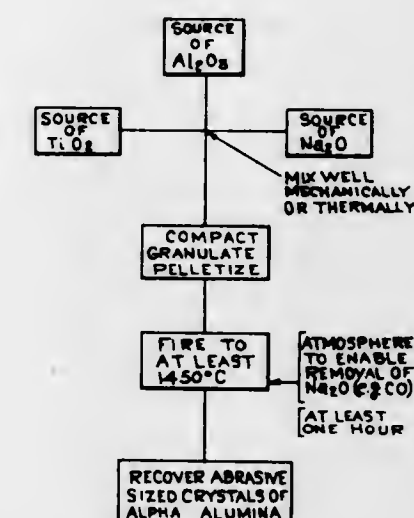 SOURCE
OF
Al₂O₃
SOURCE
OF
TiO₂
SOURCE
OF
Na₂O
MIX WELL
MECHANICALLY
OR THERMALLY
COMPACT
GRANULATE
PELLETIZE
FIRE TO
AT LEAST
1450°C
ATMOSPHERE
TO ENABLE
REMOVAL OF
Na₂O (e.g CO)
AT LEAST
ONE HOUR
RECOVER ABRASIVE
SIZED CRYSTALS OF
ALPHA ALUMINA